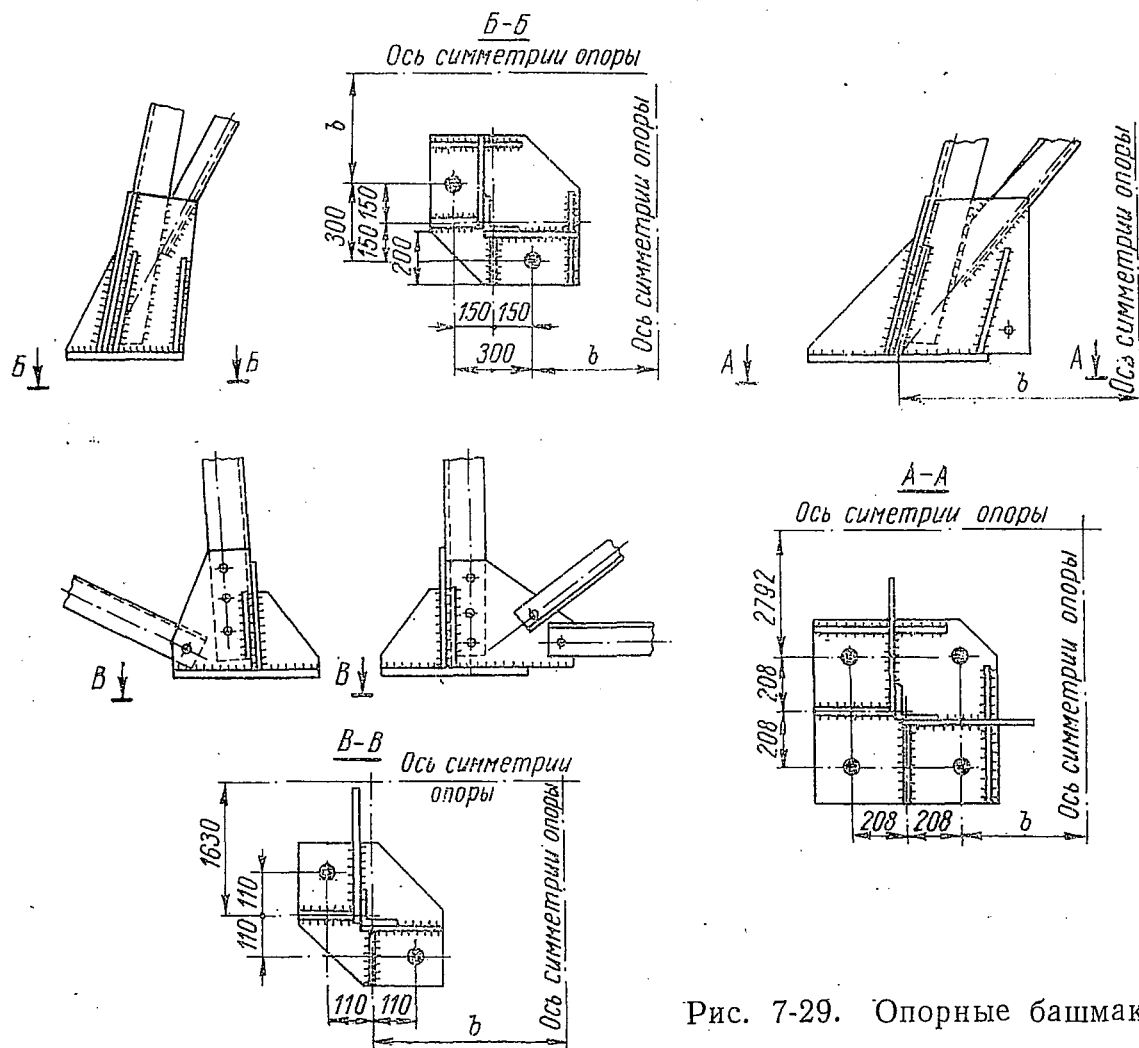 Б-Б
Ось симметрии опоры
Ось симметрии опоры
b
300
150 150
200
150 150
300
b
Б
Б
Ось симметрии опоры
А
А
b
В
В
А-А
Ось симетрии опоры
Ось симметрии опоры
2792
208
208
208 208
b
В-В
Ось симметрии
опоры
Ось симметрии опоры
1630
110
110
110 110
b
Рис. 7-29. Опорные башмак